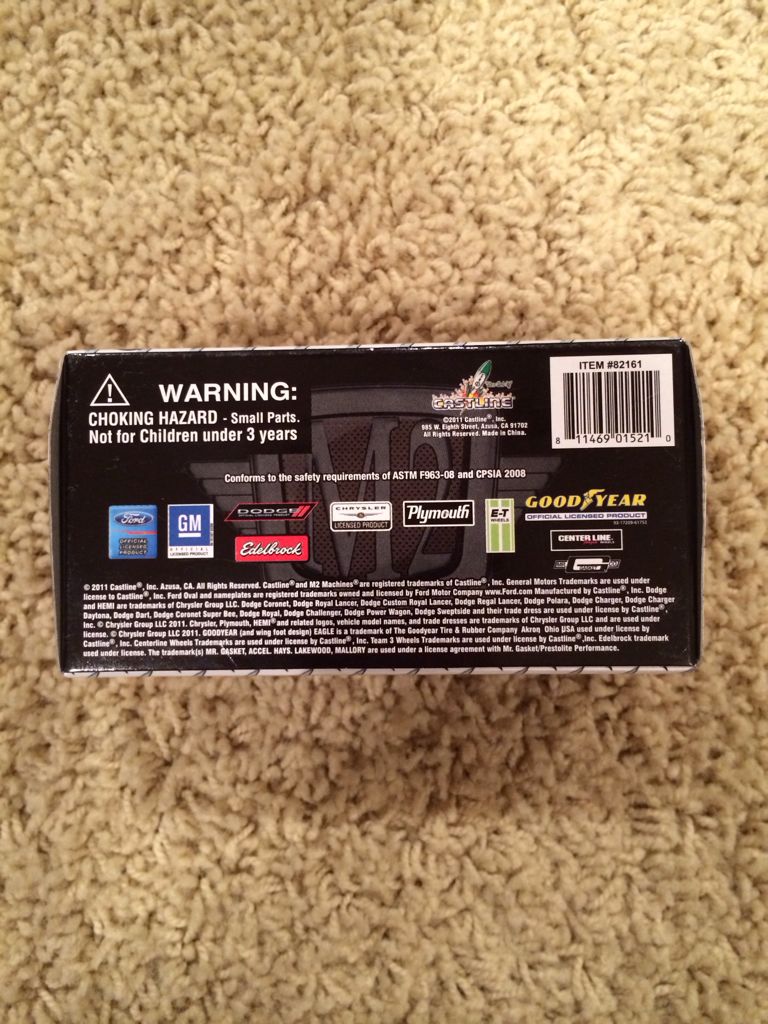 WARNING:
CHOKING HAZARD - Small Parts.
Not for Children under 3 years
CASTLINE
©2011 Castline®, Inc.
985 W. Eighth Street, Azusa, CA 91702
All Rights Reserved. Made in China.
ITEM #82161
8 11469 01521 0
Conforms to the safety requirements of ASTM F963-08 and CPSIA 2008
M2
Ford
OFFICIAL
LICENSED
PRODUCT
GM
OFFICIAL
LICENSED PRODUCT
DODGE
OFFICIAL LICENSED PRODUCT
Edelbrock
CHRYSLER
LICENSED PRODUCT
Plymouth
E-T
WHEELS
GOODYEAR
OFFICIAL LICENSED PRODUCT
CENTER LINE
WHEELS
GASKET
© 2011 Castline®, Inc. Azusa, CA. All Rights Reserved. Castline® and M2 Machines® are registered trademarks of Castline®, Inc. General Motors Trademarks are used under
license to Castline®, Inc. Ford Oval and nameplates are registered trademarks owned and licensed by Ford Motor Company www.Ford.com Manufactured by Castline®, Inc. Dodge
and HEMI are trademarks of Chrysler Group LLC. Dodge Coronet, Dodge Royal Lancer, Dodge Custom Royal Lancer, Dodge Regal Lancer, Dodge Polara, Dodge Charger, Dodge Charger
Daytona, Dodge Dart, Dodge Coronet Super Bee, Dodge Royal, Dodge Challenger, Dodge Power Wagon, Dodge Sweptside and their trade dress are used under license by Castline®,
Inc. © Chrysler Group LLC 2011. Chrysler, Plymouth, HEMI® and related logos, vehicle model names, and trade dresses are trademarks of Chrysler Group LLC and are used under
license. © Chrysler Group LLC 2011. GOODYEAR (and wing foot design) EAGLE is a trademark of The Goodyear Tire & Rubber Company Akron, Ohio USA used under license by
Castline®, Inc. Centerline Wheels Trademarks are used under license by Castline®, Inc. Team 3 Wheels Trademarks are used under license by Castline®, Inc. Edelbrock trademark
used under license. The trademark(s) MR. GASKET, ACCEL. HAYS. LAKEWOOD, MALLORY are used under a license agreement with Mr. Gasket/Prestolite Performance.